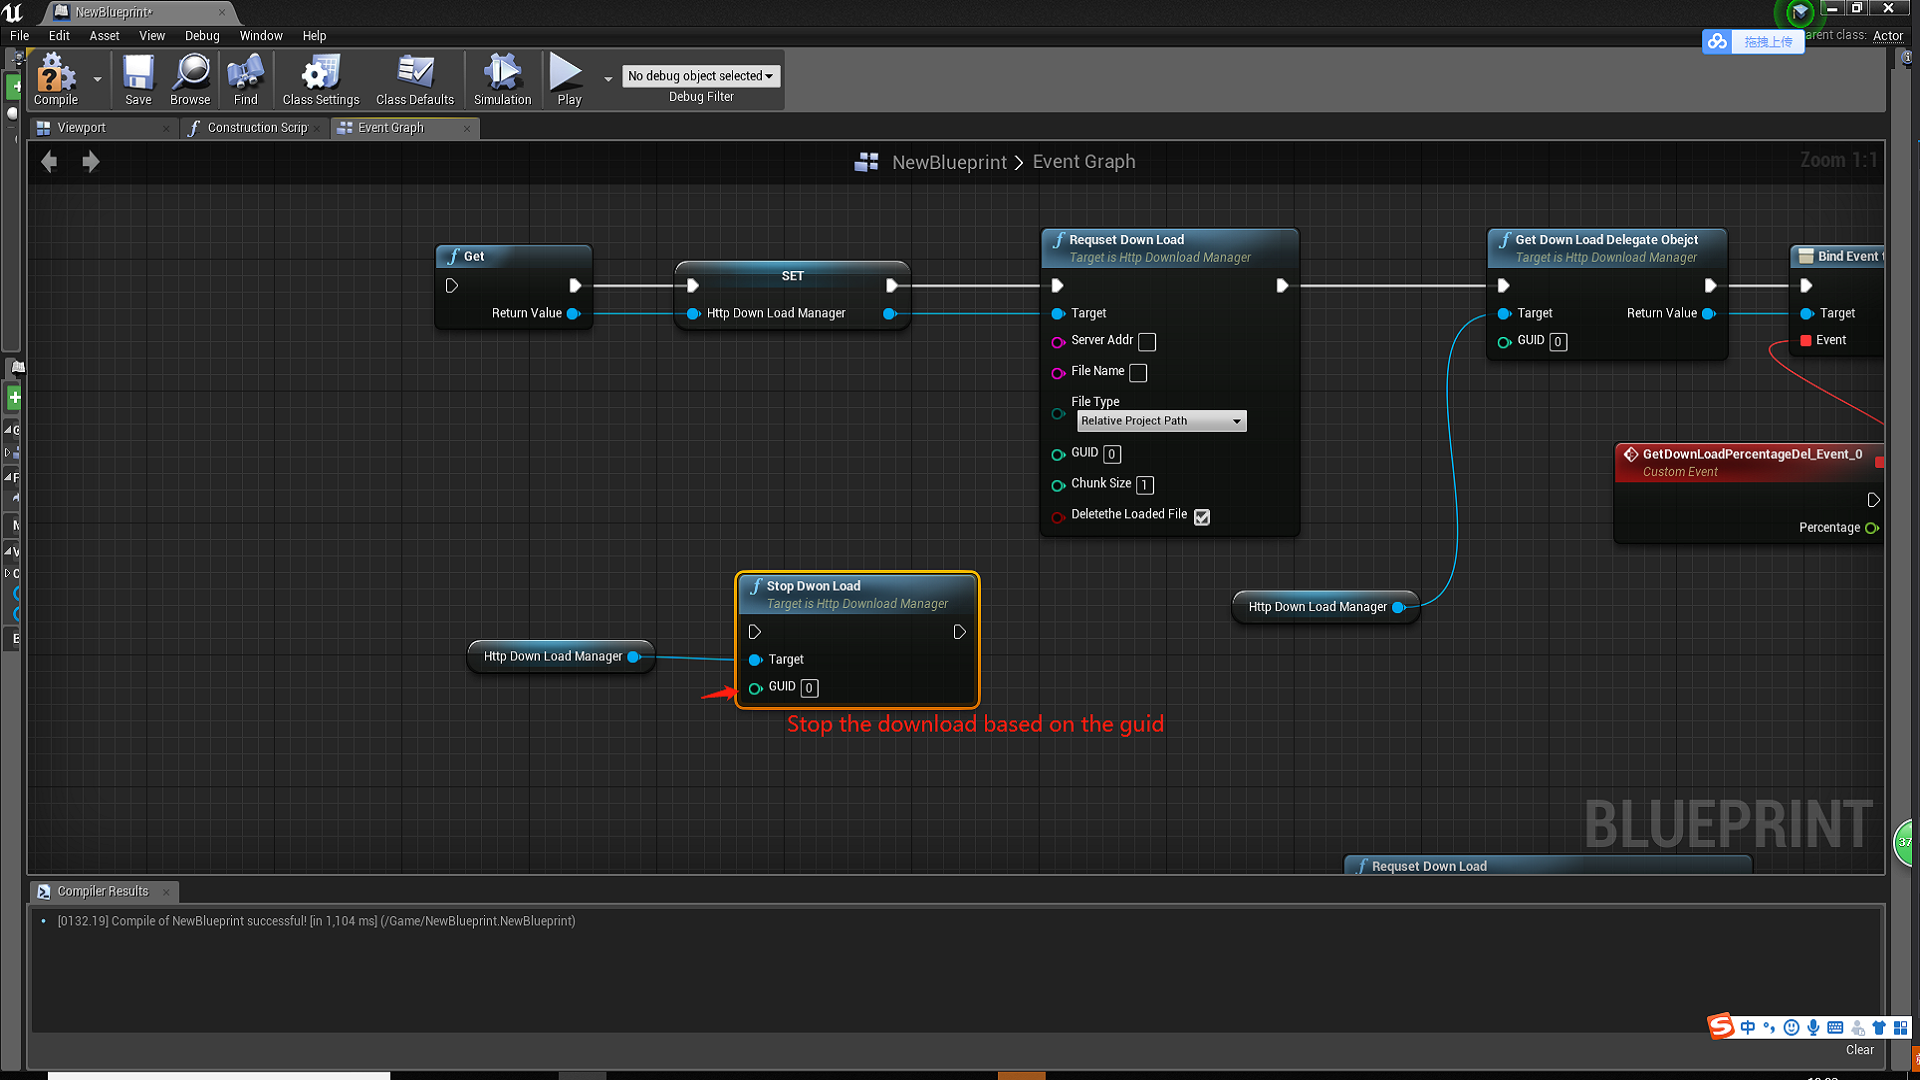 NewBlueprint*
File Edit Asset View Debug Window Help
拖拽上传
arent class: Actor
Compile
Save
Browse
Find
Class Settings
Class Defaults
Simulation
Play
No debug object selected
Debug Filter
Viewport
Construction Scrip
Event Graph
NewBlueprint > Event Graph
Zoom 1:1
Get
Return Value
SET
Http Down Load Manager
Requset Down Load
Target is Http Download Manager
Target
Server Addr
File Name
File Type
Relative Project Path
GUID 0
Chunk Size 1
Deletethe Loaded File
Get Down Load Delegate Obejct
Target is Http Download Manager
Target
Return Value
GUID 0
Bind Event t
Target
Event
GetDownLoadPercentageDel_Event_0
Custom Event
Percentage
Http Down Load Manager
Stop Dwon Load
Target is Http Download Manager
Http Down Load Manager
Target
GUID 0
Stop the download based on the guid
BLUEPRINT
37
Requset Down Load
Compiler Results
[0132.19] Compile of NewBlueprint successful! [in 1,104 ms] (/Game/NewBlueprint.NewBlueprint)
中
Clear